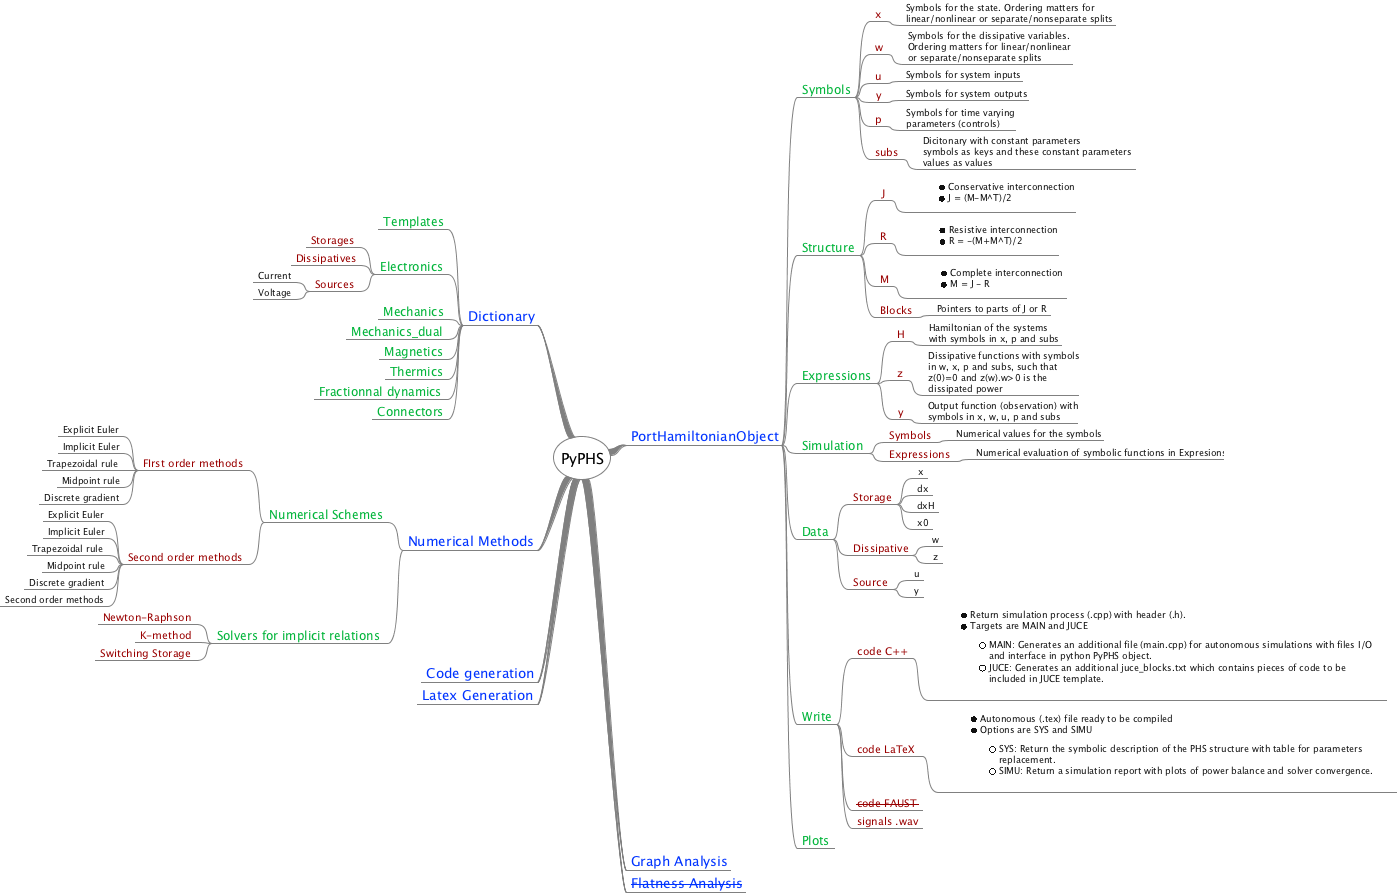 PyPHS
Dictionary
Templates
Electronics
Storages
Dissipatives
Sources
Current
Voltage
Mechanics
Mechanics_dual
Magnetics
Thermics
Fractionnal dynamics
Connectors
Numerical Methods
Numerical Schemes
FIrst order methods
Explicit Euler
Implicit Euler
Trapezoidal rule
Midpoint rule
Discrete gradient
Second order methods
Explicit Euler
Implicit Euler
Trapezoidal rule
Midpoint rule
Discrete gradient
Second order methods
Solvers for implicit relations
Newton-Raphson
K-method
Switching Storage
Code generation
Latex Generation
PortHamiltonianObject
Symbols
x
Symbols for the state. Ordering matters for
linear/nonlinear or separate/nonseparate splits
w
Symbols for the dissipative variables.
Ordering matters for linear/nonlinear
or separate/nonseparate splits
u
Symbols for system inputs
y
Symbols for system outputs
p
Symbols for time varying
parameters (controls)
subs
Dicitonary with constant parameters
symbols as keys and these constant parameters
values as values
Structure
J
● Conservative interconnection
● J = (M-M^T)/2
R
■ Resistive interconnection
● R = -(M+M^T)/2
M
● Complete interconnection
■ M = J - R
Blocks
Pointers to parts of J or R
Expressions
H
Hamiltonian of the systems
with symbols in x, p and subs
z
Dissipative functions with symbols
in w, x, p and subs, such that
z(0)=0 and z(w).w>0 is the
dissipated power
y
Output function (observation) with
symbols in x, w, u, p and subs
Simulation
Symbols
Numerical values for the symbols
Expressions
Numerical evaluation of symbolic functions in Expresions
Data
Storage
x
dx
dxH
x0
Dissipative
w
z
Source
u
y
Write
code C++
● Return simulation process (.cpp) with header (.h).
● Targets are MAIN and JUCE
○ MAIN: Generates an additional file (main.cpp) for autonomous simulations with files I/O
and interface in python PyPHS object.
○ JUCE: Generates an additional juce_blocks.txt which contains pieces of code to be
included in JUCE template.
code LaTeX
● Autonomous (.tex) file ready to be compiled
● Options are SYS and SIMU
○ SYS: Return the symbolic description of the PHS structure with table for parameters
replacement.
○ SIMU: Return a simulation report with plots of power balance and solver convergence.
code FAUST
signals .wav
Plots
Graph Analysis
Flatness Analysis